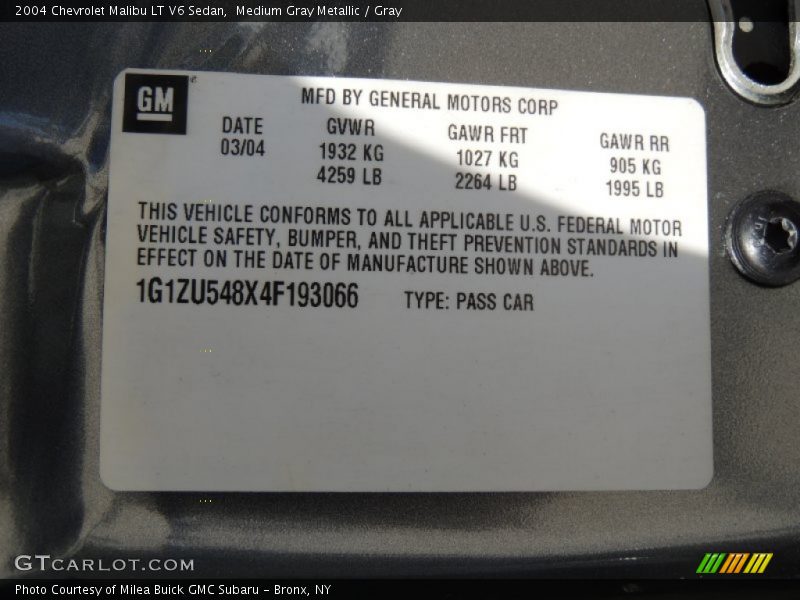 2004 Chevrolet Malibu LT V6 Sedan, Medium Gray Metallic / Gray
GM
MFD BY GENERAL MOTORS CORP
DATE GVWR GAWR FRT GAWR RR
03/04 1932 KG 1027 KG 905 KG
4259 LB 2264 LB 1995 LB
THIS VEHICLE CONFORMS TO ALL APPLICABLE U.S. FEDERAL MOTOR
VEHICLE SAFETY, BUMPER, AND THEFT PREVENTION STANDARDS IN
EFFECT ON THE DATE OF MANUFACTURE SHOWN ABOVE.
1G1ZU548X4F193066 TYPE: PASS CAR
GTCARLOT.COM
Photo Courtesy of Milea Buick GMC Subaru - Bronx, NY